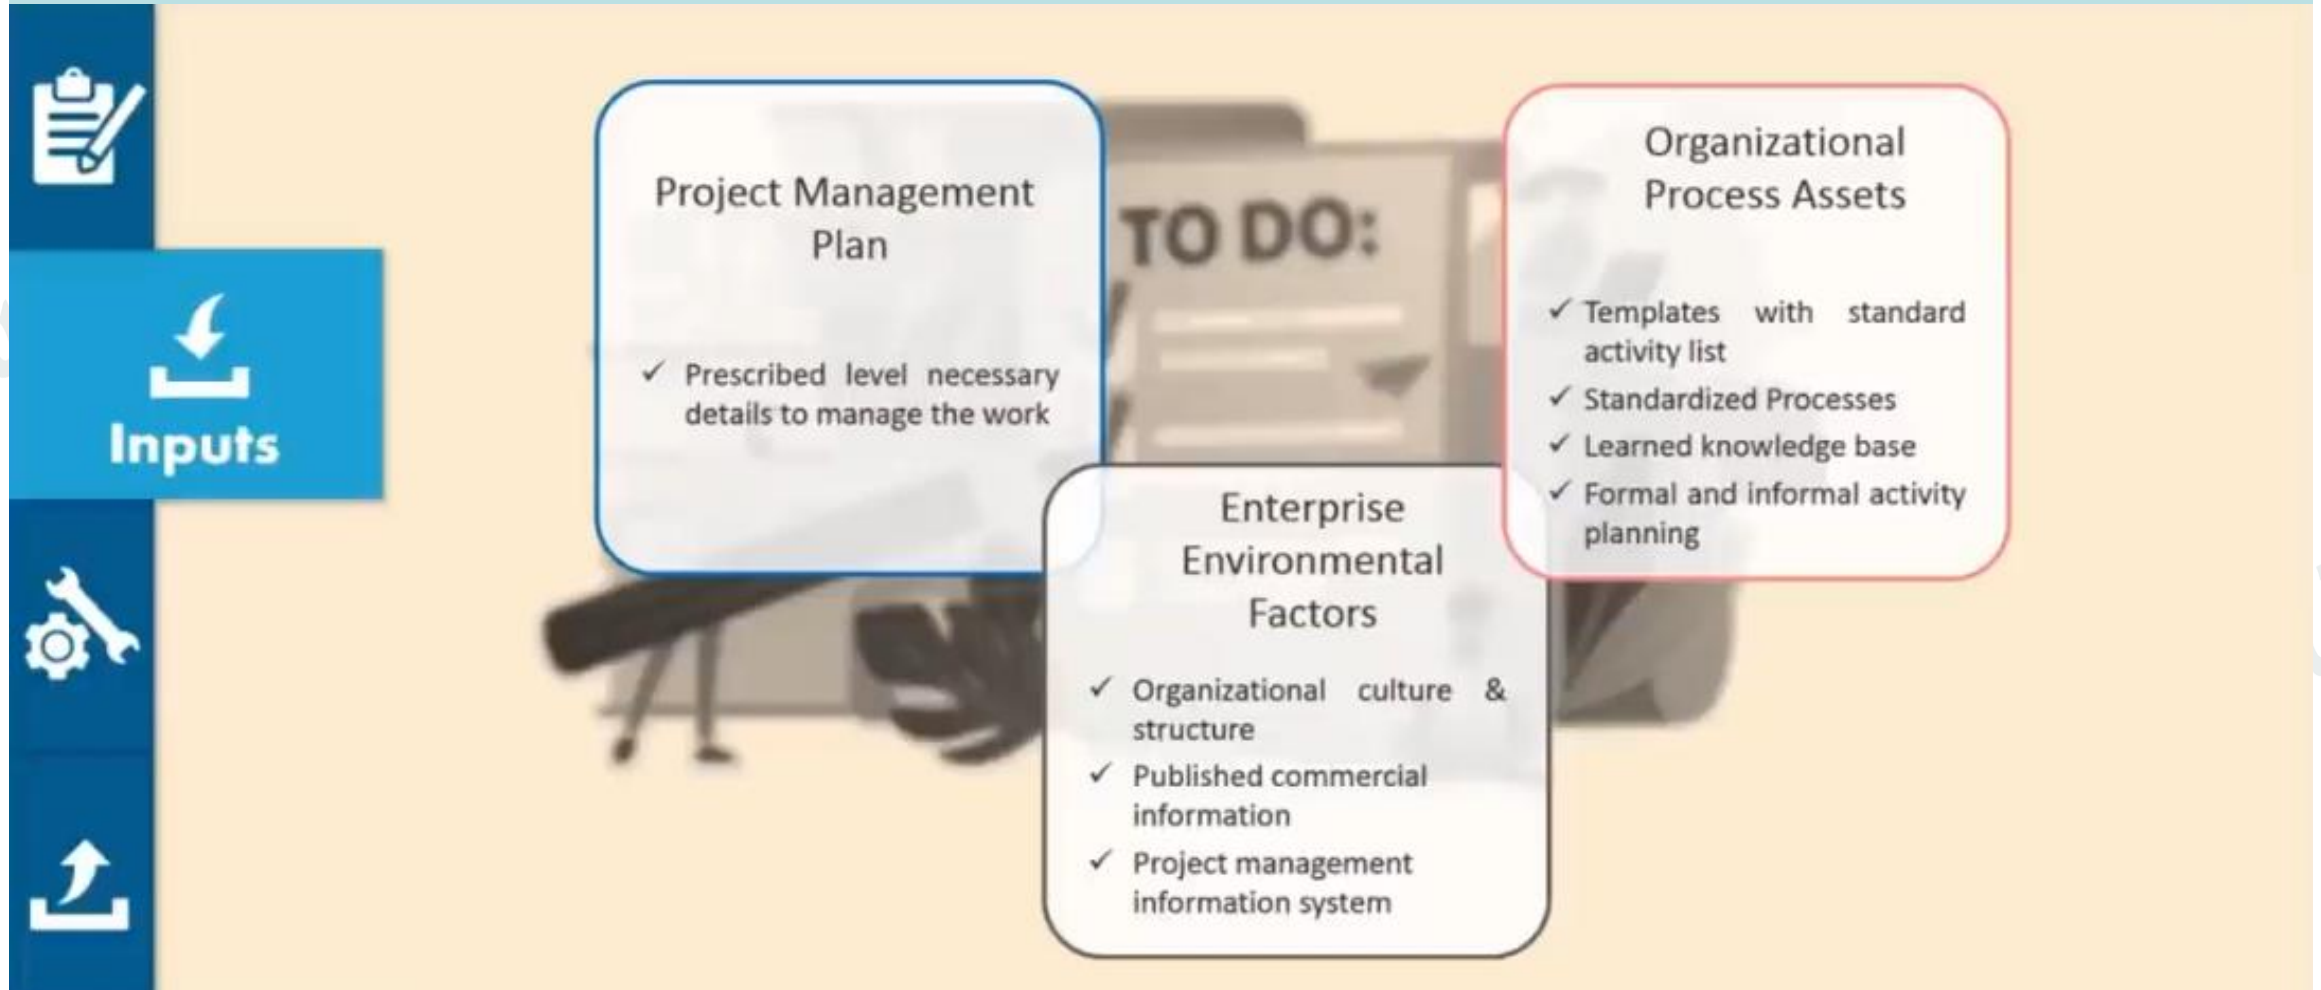 Inputs
Project Management
Plan
✓ Prescribed level necessary
details to manage the work
TO DO:
Organizational
Process Assets
✓ Templates with standard
activity list
✓ Standardized Processes
✓ Learned knowledge base
✓ Formal and informal activity
planning
Enterprise
Environmental
Factors
✓ Organizational culture &
structure
✓ Published commercial
information
✓ Project management
information system